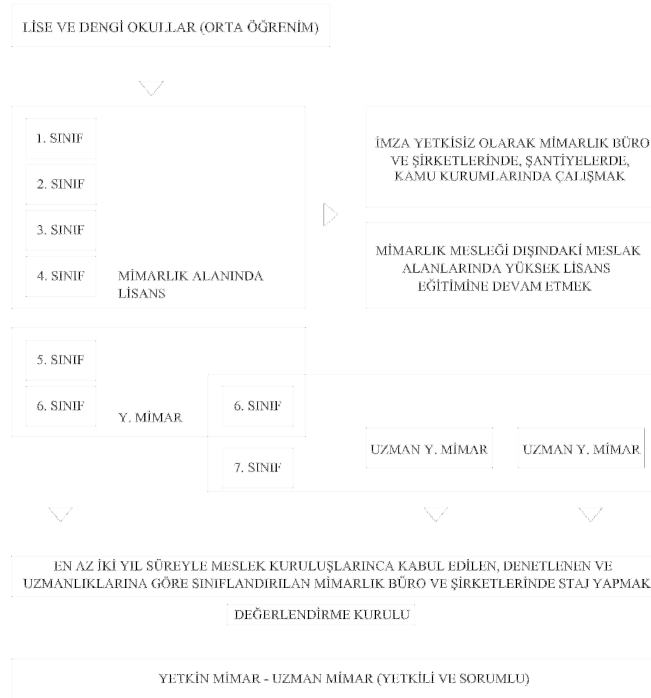 LİSE VE DENGİ OKULLAR (ORTA ÖĞRENİM)
1. SINIF
2. SINIF
3. SINIF
4. SINIF
MİMARLIK ALANINDA
LİSANS
İMZA YETKİSİZ OLARAK MİMARLIK BÜRO
VE ŞİRKETLERİNDE, ŞANTİYELERDE,
KAMU KURUMLARINDA ÇALIŞMAK
MİMARLIK MESLEĞİ DIŞINDAKİ MESLAK
ALANLARINDA YÜKSEK LİSANS
EĞİTİMİNE DEVAM ETMEK
5. SINIF
6. SINIF
Y. MİMAR
6. SINIF
7. SINIF
UZMAN Y. MİMAR
UZMAN Y. MİMAR
EN AZ İKİ YIL SÜREYLE MESLEK KURULUŞLARINCA KABUL EDİLEN, DENETLENEN VE
UZMANLIKLARINA GÖRE SINIFLANDIRILAN MİMARLIK BÜRO VE ŞİRKETLERİNDE STAJ YAPMAK
DEĞERLENDİRME KURULU
YETKİN MİMAR - UZMAN MİMAR (YETKİLİ VE SORUMLU)